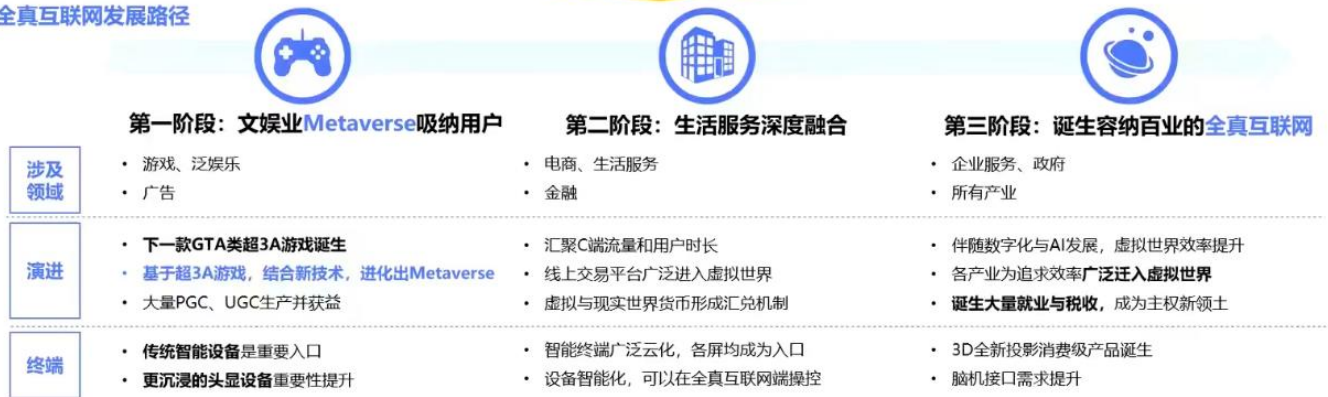 全真互联网发展路径
第一阶段：文娱业Metaverse吸纳用户
第二阶段：生活服务深度融合
第三阶段：诞生容纳百业的全真互联网
涉及
领域
• 游戏、泛娱乐
• 广告
• 电商、生活服务
• 金融
• 企业服务、政府
• 所有产业
演进
• 下一款GTA类超3A游戏诞生
• 基于超3A游戏，结合新技术，进化出Metaverse
• 大量PGC、UGC生产并获益
• 汇聚C端流量和用户时长
• 线上交易平台广泛进入虚拟世界
• 虚拟与现实世界货币形成汇兑机制
• 伴随数字化与AI发展，虚拟世界效率提升
• 各产业为追求效率广泛迁入虚拟世界
• 诞生大量就业与税收，成为主权新领土
终端
• 传统智能设备是重要入口
• 更沉浸的头显设备重要性提升
• 智能终端广泛云化，各屏均成为入口
• 设备智能化，可以在全真互联网端操控
• 3D全新投影消费级产品诞生
• 脑机接口需求提升